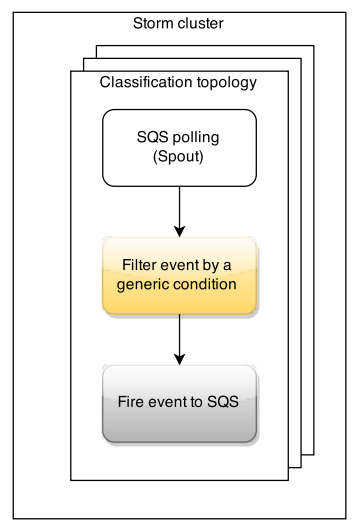 Storm cluster
Classification topology
SQS polling
(Spout)
Filter event by a
generic condition
Fire event to SQS